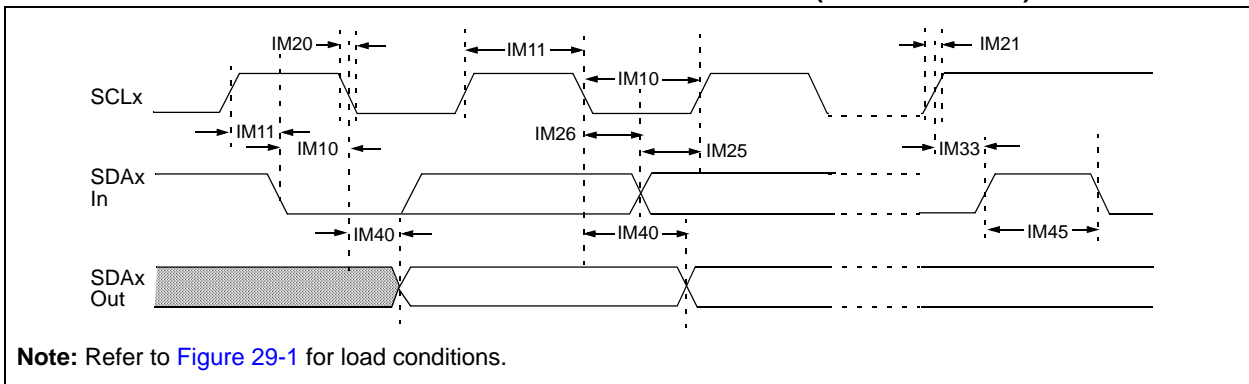 IM20
IM11
IM21
IM10
SCLx
IM11
IM26
IM10
IM25
IM33
SDAx
In
IM40
IM40
IM45
SDAx
Out
Note: Refer to Figure 29-1 for load conditions.